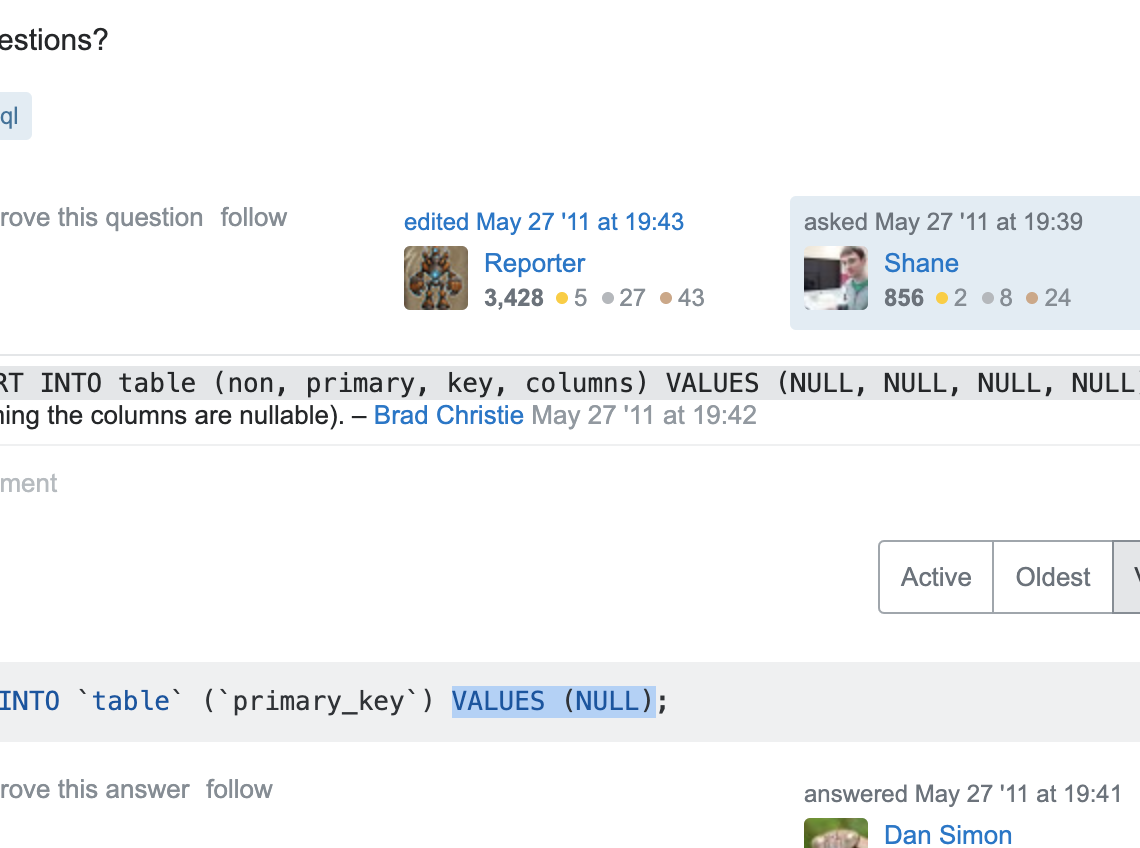 estions?
ql
rove this question follow
edited May 27 '11 at 19:43
Reporter
3,428 5 27 43
asked May 27 '11 at 19:39
Shane
856 2 8 24
RT INTO table (non, primary, key, columns) VALUES (NULL, NULL, NULL, NULL)
ning the columns are nullable). – Brad Christie May 27 '11 at 19:42
ment
Active Oldest V
INTO `table` (`primary_key`) VALUES (NULL);
rove this answer follow
answered May 27 '11 at 19:41
Dan Simon